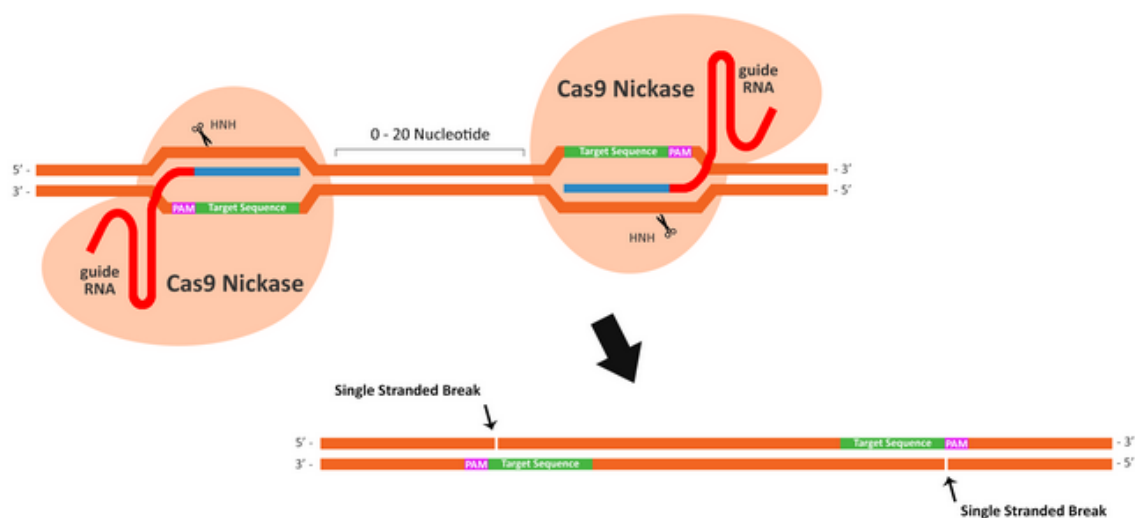 Cas9 Nickase
guide
RNA
HNH
0 - 20 Nucleotide
Target Sequence PAM
5' -
- 3'
3' -
- 5'
PAM Target Sequence
HNH
guide
RNA
Cas9 Nickase
Single Stranded Break
5' -
Target Sequence PAM
- 3'
3' -
PAM Target Sequence
- 5'
Single Stranded Break